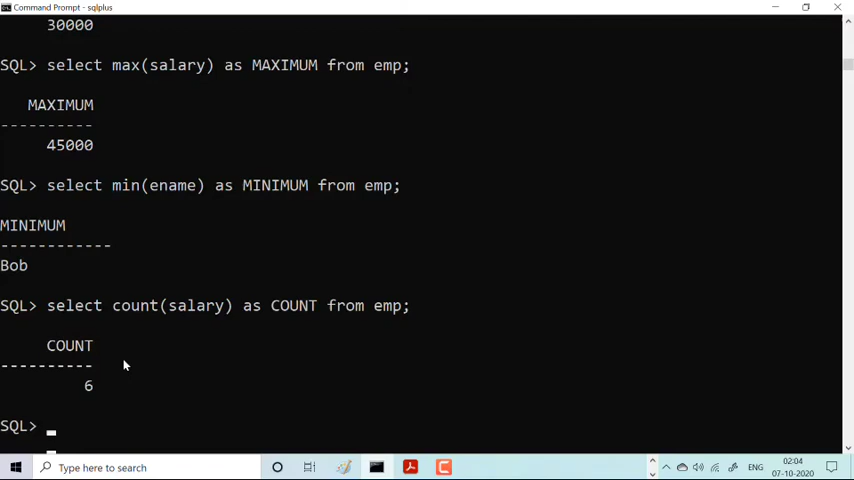 Command Prompt - sqlplus
30000
SQL> select max(salary) as MAXIMUM from emp;
MAXIMUM
----------
45000
SQL> select min(ename) as MINIMUM from emp;
MINIMUM
------------
Bob
SQL> select count(salary) as COUNT from emp;
COUNT
----------
6
SQL>
Type here to search
ENG
02:04
07-10-2020